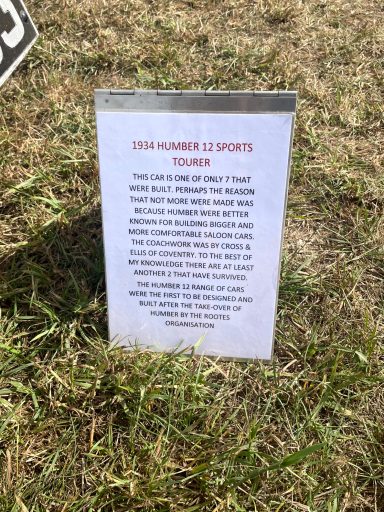 1934 HUMBER 12 SPORTS
TOURER
THIS CAR IS ONE OF ONLY 7 THAT
WERE BUILT. PERHAPS THE REASON
THAT NOT MORE WERE MADE WAS
BECAUSE HUMBER WERE BETTER
KNOWN FOR BUILDING BIGGER AND
MORE COMFORTABLE SALOON CARS.
THE COACHWORK WAS BY CROSS &
ELLIS OF COVENTRY. TO THE BEST OF
MY KNOWLEDGE THERE ARE AT LEAST
ANOTHER 2 THAT HAVE SURVIVED.
THE HUMBER 12 RANGE OF CARS
WERE THE FIRST TO BE DESIGNED AND
BUILT AFTER THE TAKE-OVER OF
HUMBER BY THE ROOTES
ORGANISATION